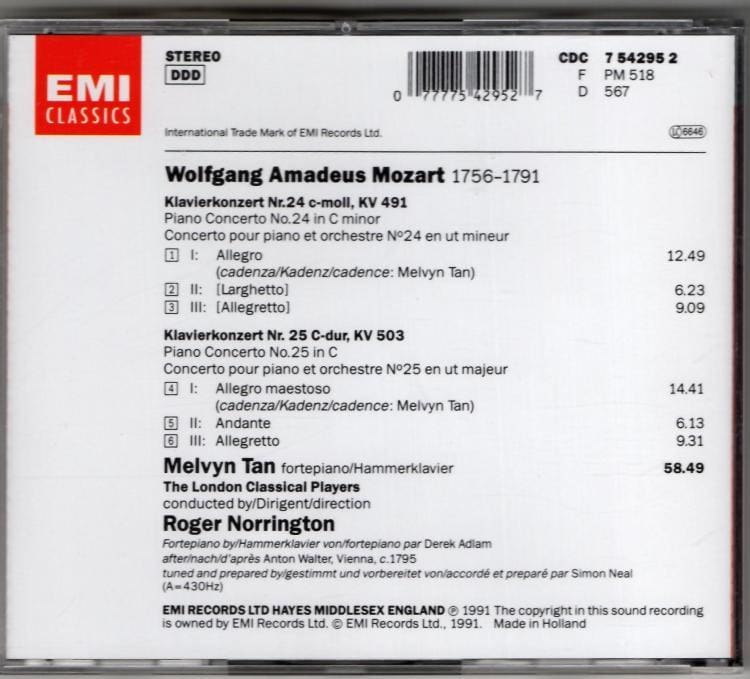 EMI
CLASSICS
STEREO
DDD
0 77775 42952 7
CDC 7 54295 2
F PM 518
D 567
International Trade Mark of EMI Records Ltd.
LC 6646
Wolfgang Amadeus Mozart 1756–1791
Klavierkonzert Nr.24 c-moll, KV 491
Piano Concerto No.24 in C minor
Concerto pour piano et orchestre Nº24 en ut mineur
1 I: Allegro 12.49
(cadenza/Kadenz/cadence: Melvyn Tan)
2 II: [Larghetto] 6.23
3 III: [Allegretto] 9.09
Klavierkonzert Nr. 25 C-dur, KV 503
Piano Concerto No.25 in C
Concerto pour piano et orchestre Nº25 en ut majeur
4 I: Allegro maestoso 14.41
(cadenza/Kadenz/cadence: Melvyn Tan)
5 II: Andante 6.13
6 III: Allegretto 9.31
Melvyn Tan fortepiano/Hammerklavier 58.49
The London Classical Players
conducted by/Dirigent/direction
Roger Norrington
Fortepiano by/Hammerklavier von/fortepiano par Derek Adlam
after/nach/d'après Anton Walter, Vienna, c.1795
tuned and prepared by/gestimmt und vorbereitet von/accordé et preparé par Simon Neal
(A=430Hz)
EMI RECORDS LTD HAYES MIDDLESEX ENGLAND ℗ 1991 The copyright in this sound recording
is owned by EMI Records Ltd. © EMI Records Ltd., 1991. Made in Holland